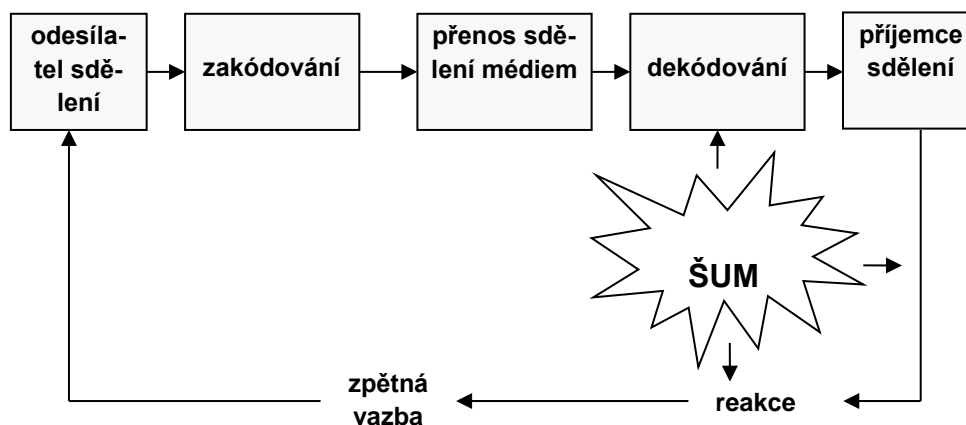 odesíla-
tel sdě-
lení
zakódování
přenos sdě-
lení médiem
dekódování
příjemce
sdělení
ŠUM
zpětná
vazba
reakce